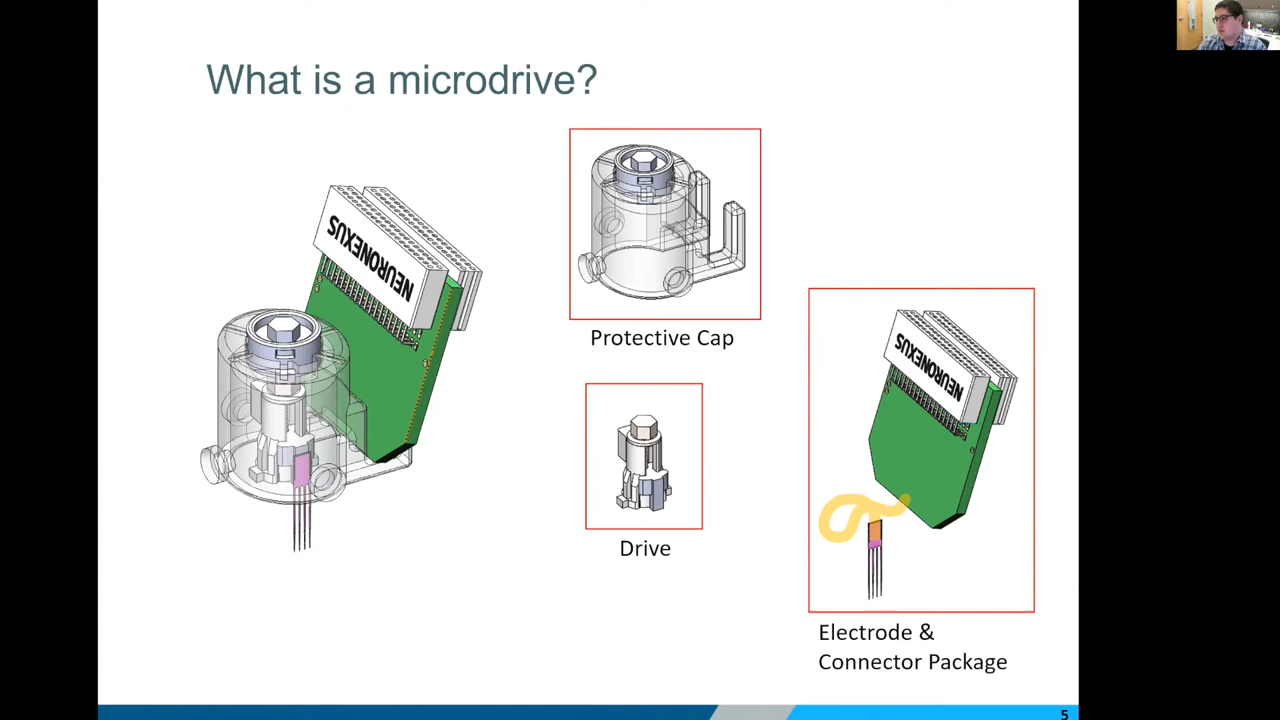 What is a microdrive?
NEURONEXUS
Protective Cap
Drive
NEURONEXUS
Electrode &
Connector Package
5